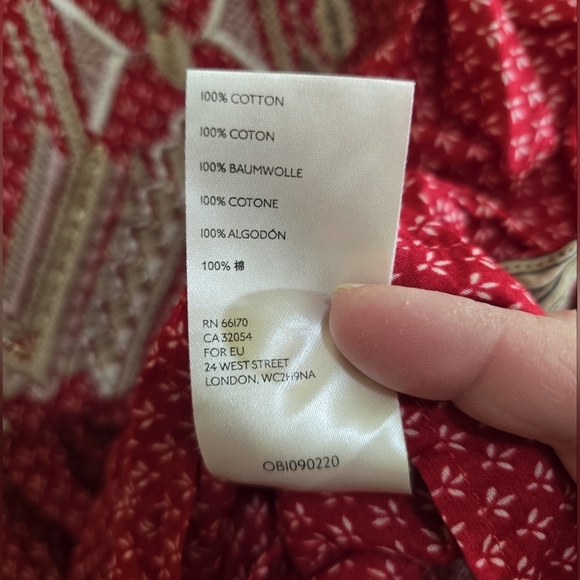 100% COTTON
100% COTON
100% BAUMWOLLE
100% COTONE
100% ALGODÓN
100% 棉
RN 66170
CA 32054
FOR EU
24 WEST STREET
LONDON, WC2H9NA
OBI090220